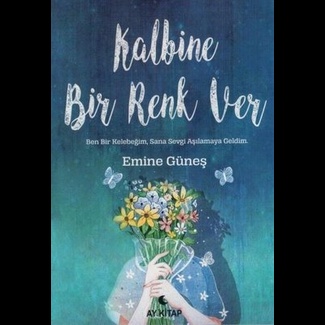 Kalbine
Bir Renk Ver
Ben Bir Kelebeğim, Sana Sevgi Aşılamaya Geldim.
Emine Güneş
AY KİTAP